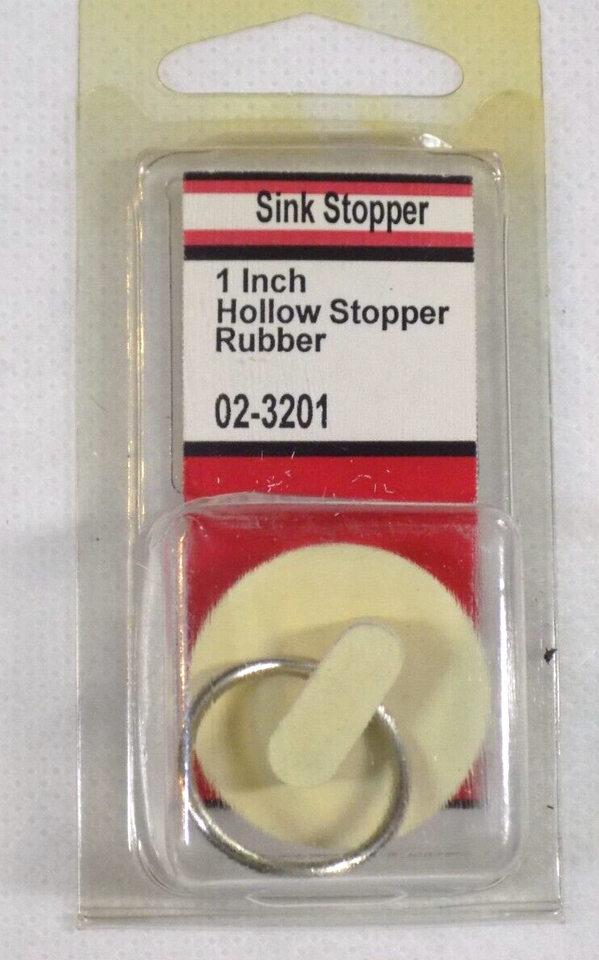 Sink Stopper
1 Inch
Hollow Stopper
Rubber
02-3201